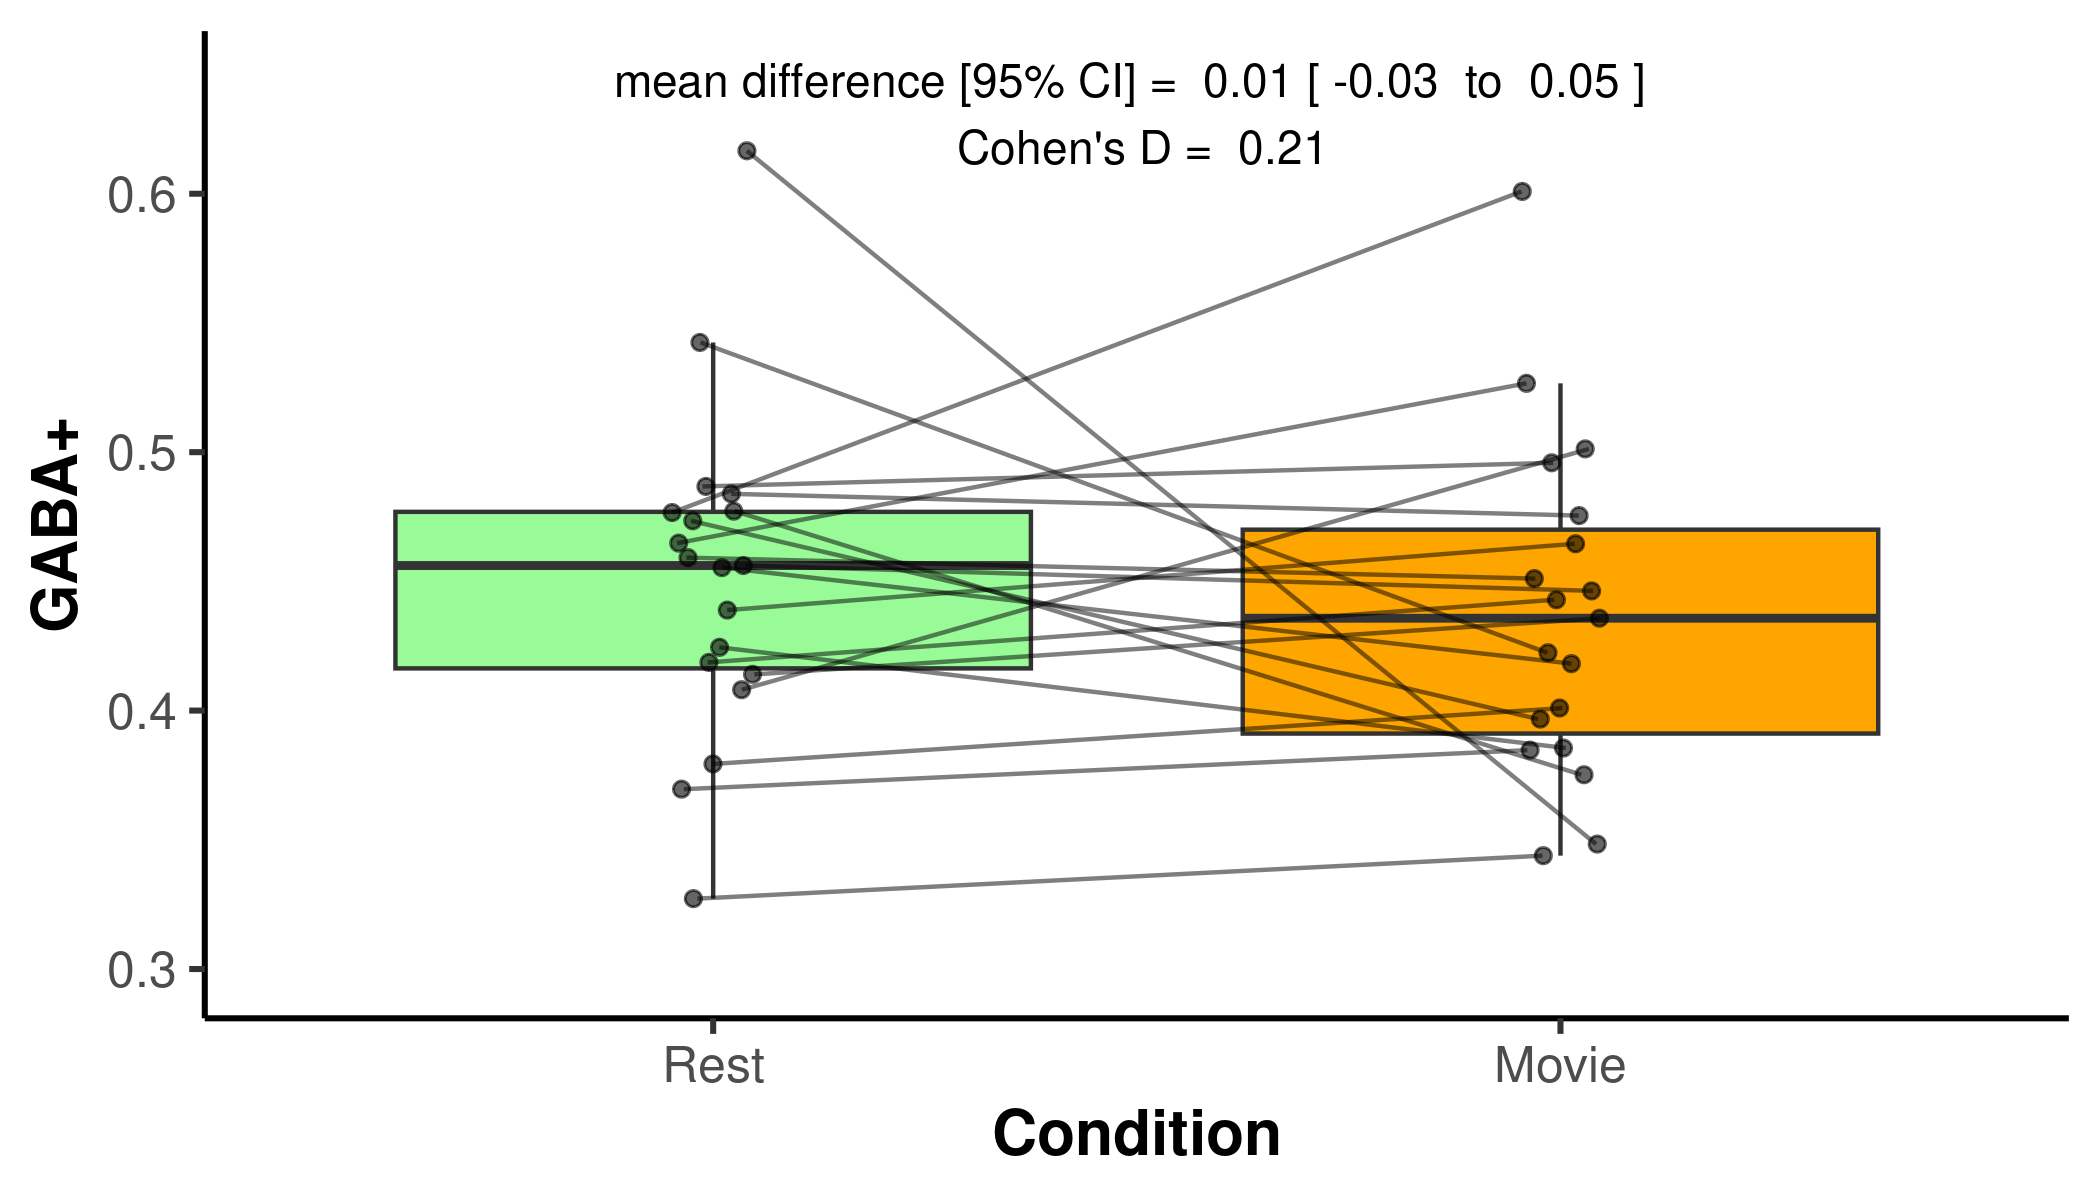 mean difference [95% CI] = 0.01 [ -0.03 to 0.05 ]
Cohen's D = 0.21
0.6
0.5
0.4
0.3
GABA+
Rest
Movie
Condition